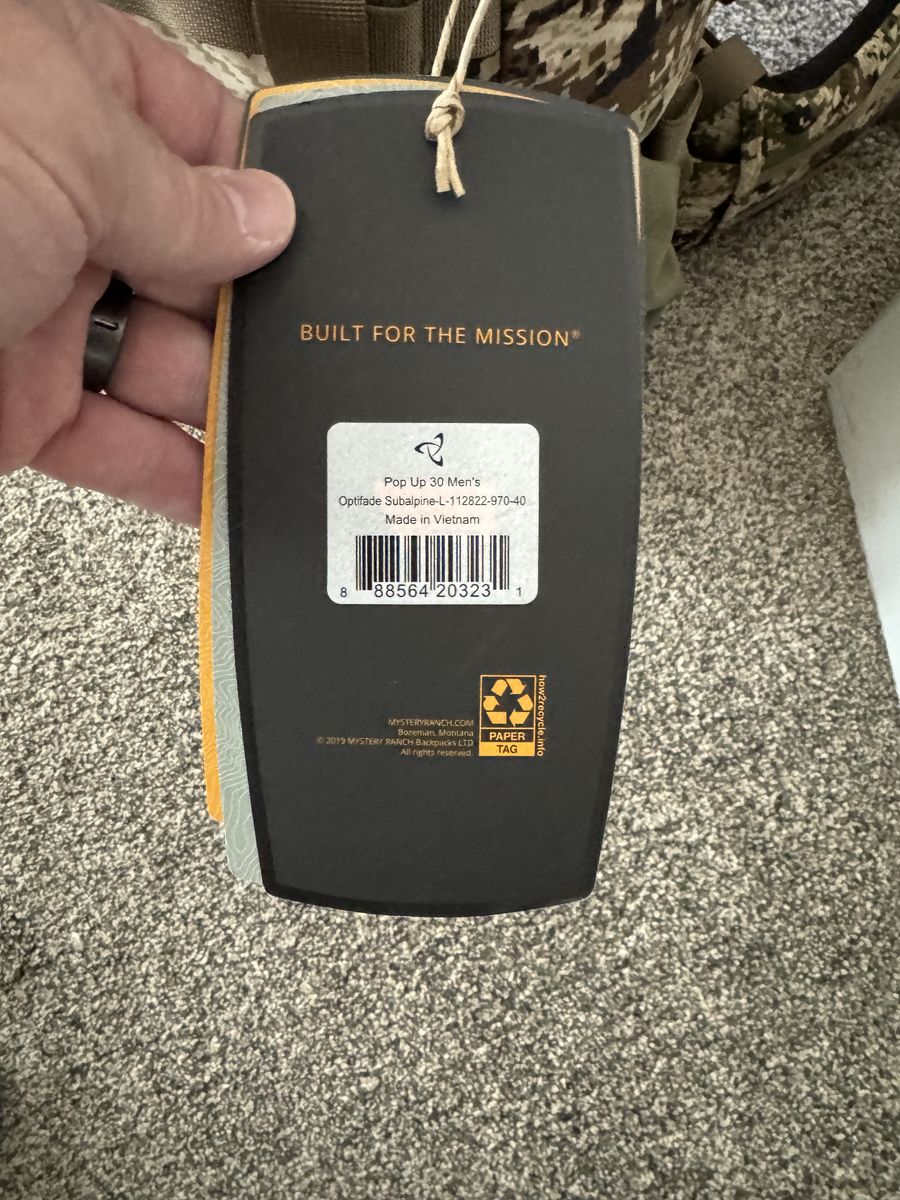 BUILT FOR THE MISSION®
Pop Up 30 Men's
Optifade Subalpine-L-112822-970-40
Made in Vietnam
8 88564 20323 1
MYSTERYRANCH.COM
Bozeman, Montana
© 2019 MYSTERY RANCH Backpacks LTD
All rights reserved.
PAPER
TAG
how2recycle.info